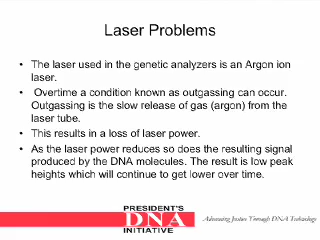 Laser Problems
• The laser used in the genetic analyzers is an Argon ion
laser.
• Overtime a condition known as outgassing can occur.
Outgassing is the slow release of gas (argon) from the
laser tube.
• This results in a loss of laser power.
• As the laser power reduces so does the resulting signal
produced by the DNA molecules. The result is low peak
heights which will continue to get lower over time.
PRESIDENT'S
DNA
INITIATIVE
Advancing Justice Through DNA Technology